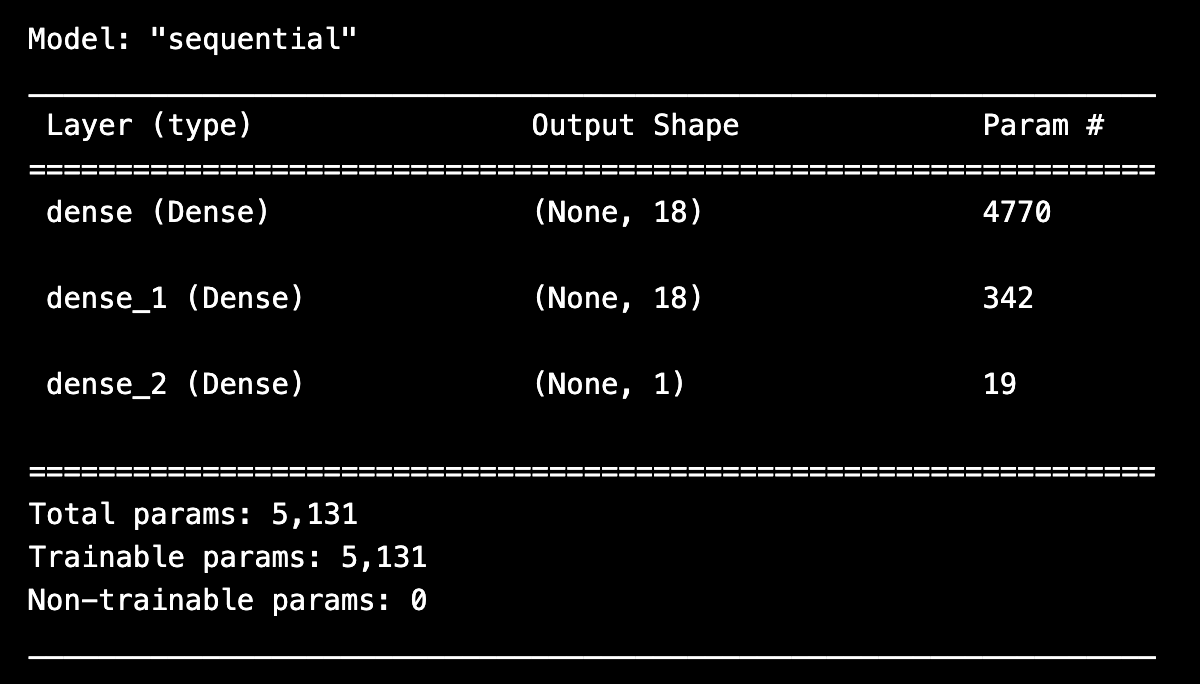 Model: "sequential"
Layer (type) Output Shape Param #
=================================================================
dense (Dense) (None, 18) 4770
dense_1 (Dense) (None, 18) 342
dense_2 (Dense) (None, 1) 19
=================================================================
Total params: 5,131
Trainable params: 5,131
Non-trainable params: 0